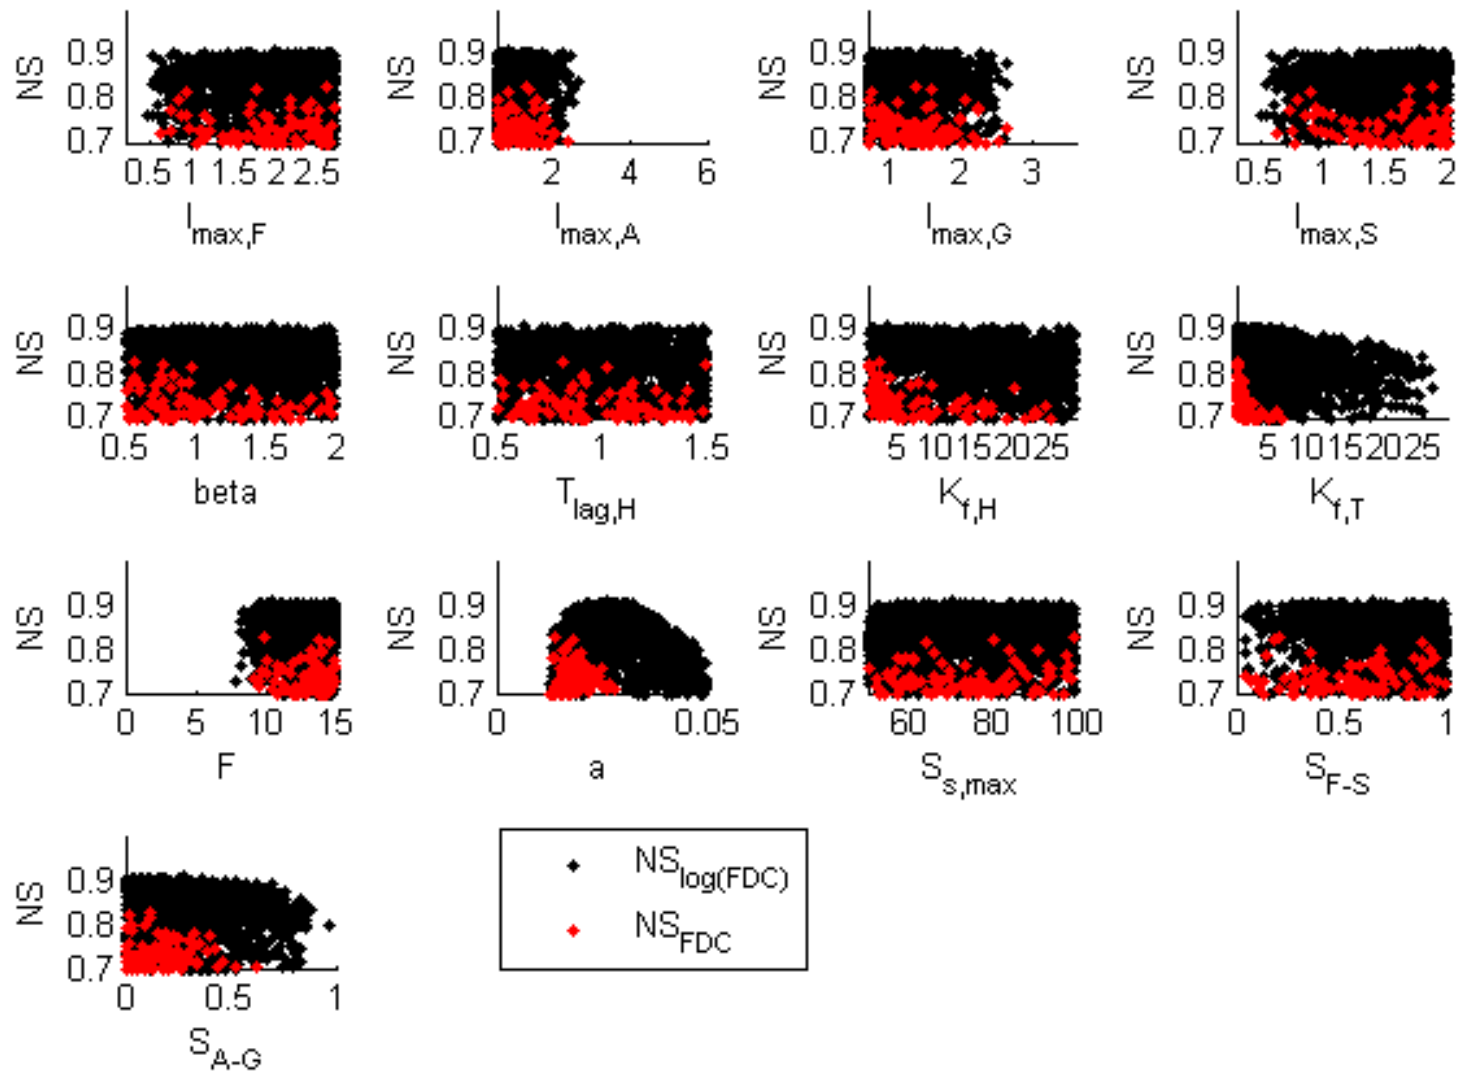 NS 0.9 0.8 0.7
0.5 1 1.5 2 2.5
I_max,F
NS 0.9 0.8 0.7
2 4 6
I_max,A
NS 0.9 0.8 0.7
1 2 3
I_max,G
NS 0.9 0.8 0.7
0.5 1 1.5 2
I_max,S
NS 0.9 0.8 0.7
0.5 1 1.5 2
beta
NS 0.9 0.8 0.7
0.5 1 1.5
T_lag,H
NS 0.9 0.8 0.7
5 10 15 20 25
K_f,H
NS 0.9 0.8 0.7
5 10 15 20 25
K_f,T
NS 0.9 0.8 0.7
0 5 10 15
F
NS 0.9 0.8 0.7
0 0.05
a
NS 0.9 0.8 0.7
60 80 100
S_s,max
NS 0.9 0.8 0.7
0 0.5 1
S_F-S
NS 0.9 0.8 0.7
0 0.5 1
S_A-G
NS_log(FDC)
NS_FDC